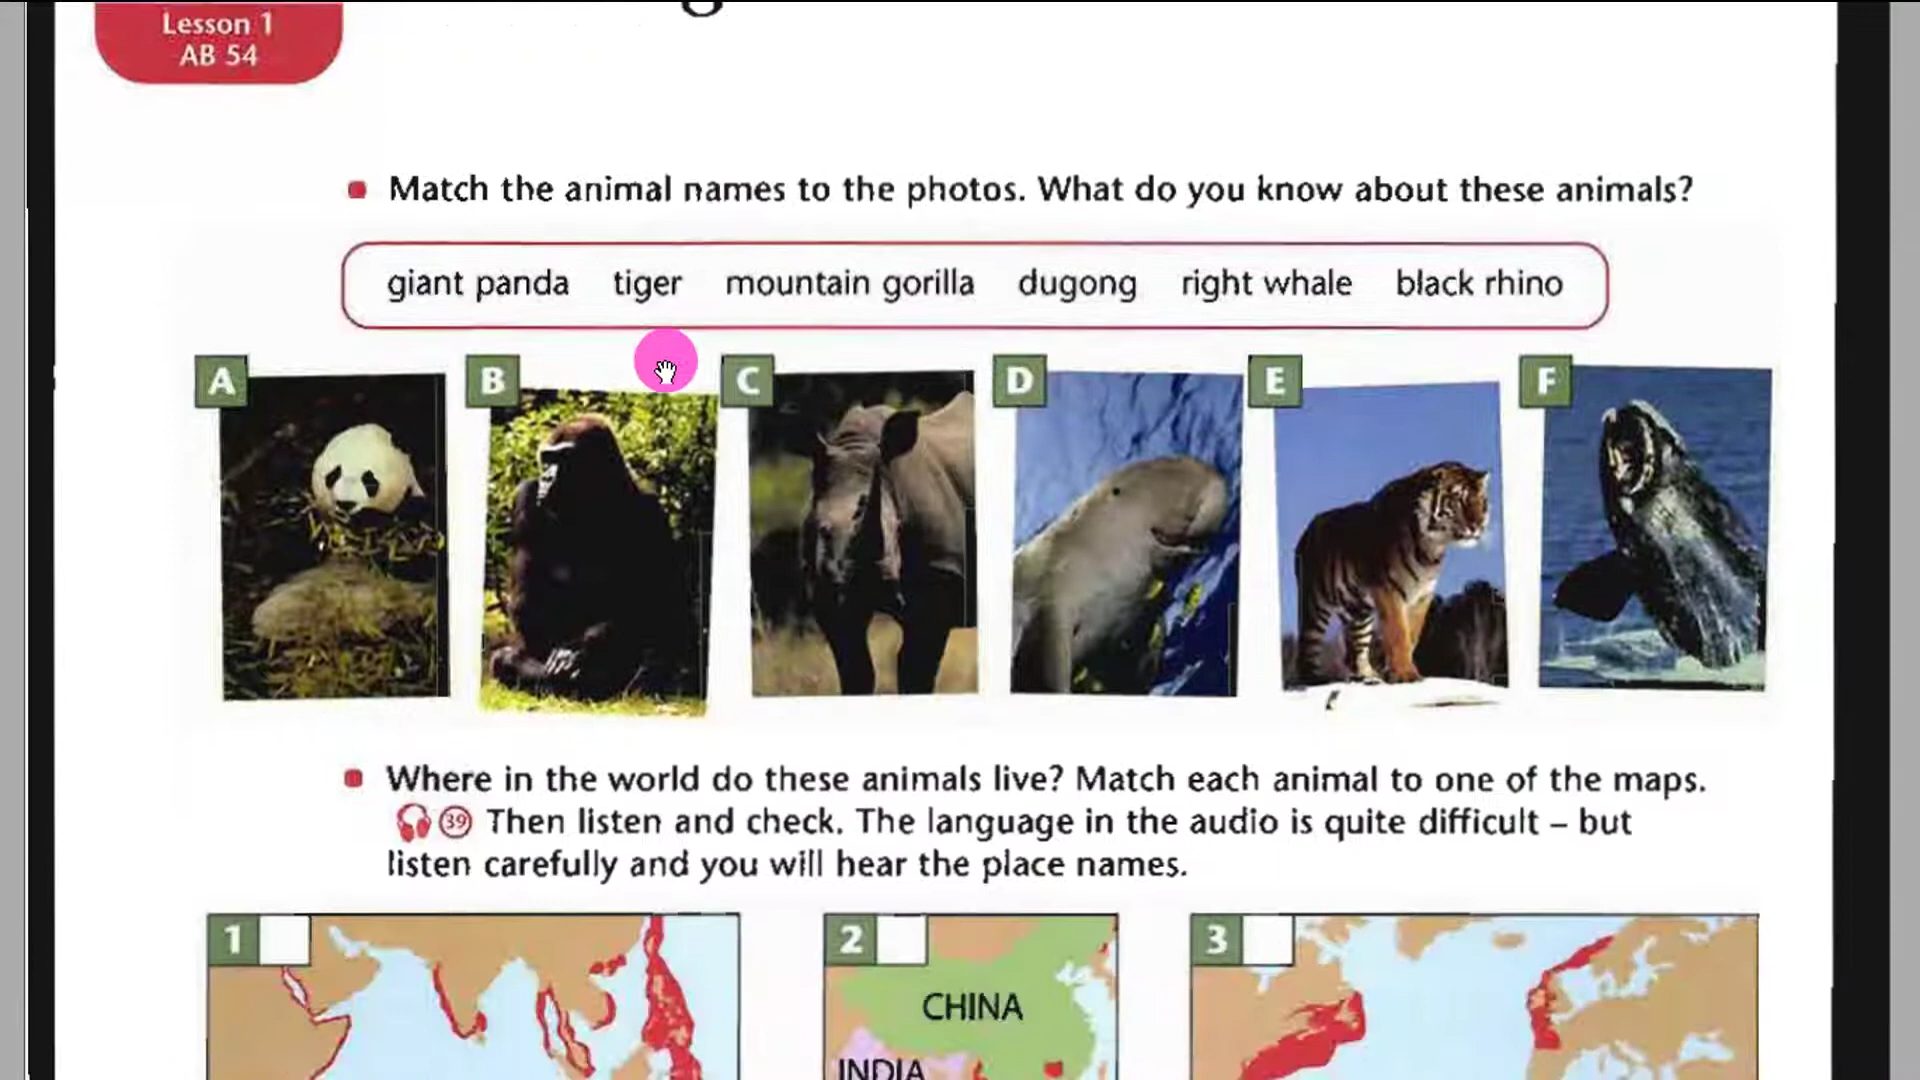 Lesson 1
AB 54
Match the animal names to the photos. What do you know about these animals?
giant panda tiger mountain gorilla dugong right whale black rhino
A B C D E F
Where in the world do these animals live? Match each animal to one of the maps.
39 Then listen and check. The language in the audio is quite difficult – but
listen carefully and you will hear the place names.
1 2 3
CHINA
INDIA